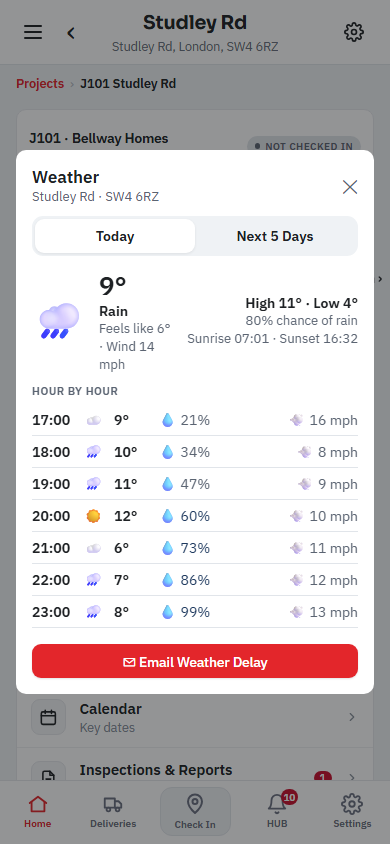 Studley Rd
Studley Rd, London, SW4 6RZ
Projects › J101 Studley Rd
J101 · Bellway Homes
NOT CHECKED IN
Weather
Studley Rd · SW4 6RZ
Today
Next 5 Days
9°
Rain
Feels like 6°
· Wind 14
mph
High 11° · Low 4°
80% chance of rain
Sunrise 07:01 · Sunset 16:32
HOUR BY HOUR
17:00 9° 21% 16 mph
18:00 10° 34% 8 mph
19:00 11° 47% 9 mph
20:00 12° 60% 10 mph
21:00 6° 73% 11 mph
22:00 7° 86% 12 mph
23:00 8° 99% 13 mph
Email Weather Delay
Calendar
Key dates
Inspections & Reports
1
10
Home
Deliveries
Check In
HUB
Settings